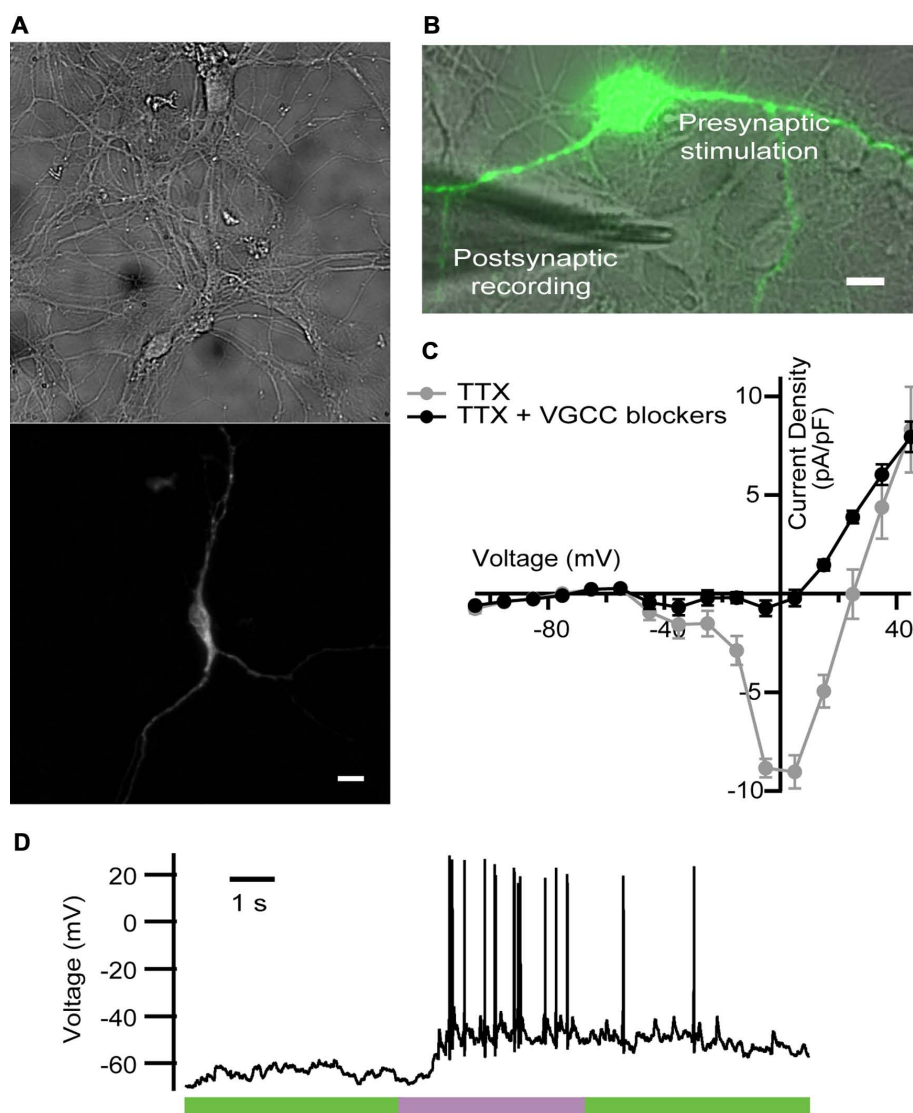 A
B
Presynaptic
stimulation
Postsynaptic
recording
C
TTX
TTX + VGCC blockers
Current Density
(pA/pF)
Voltage (mV)
10
5
-5
-10
-80
-40
40
D
Voltage (mV)
20
0
-20
-40
-60
1 s